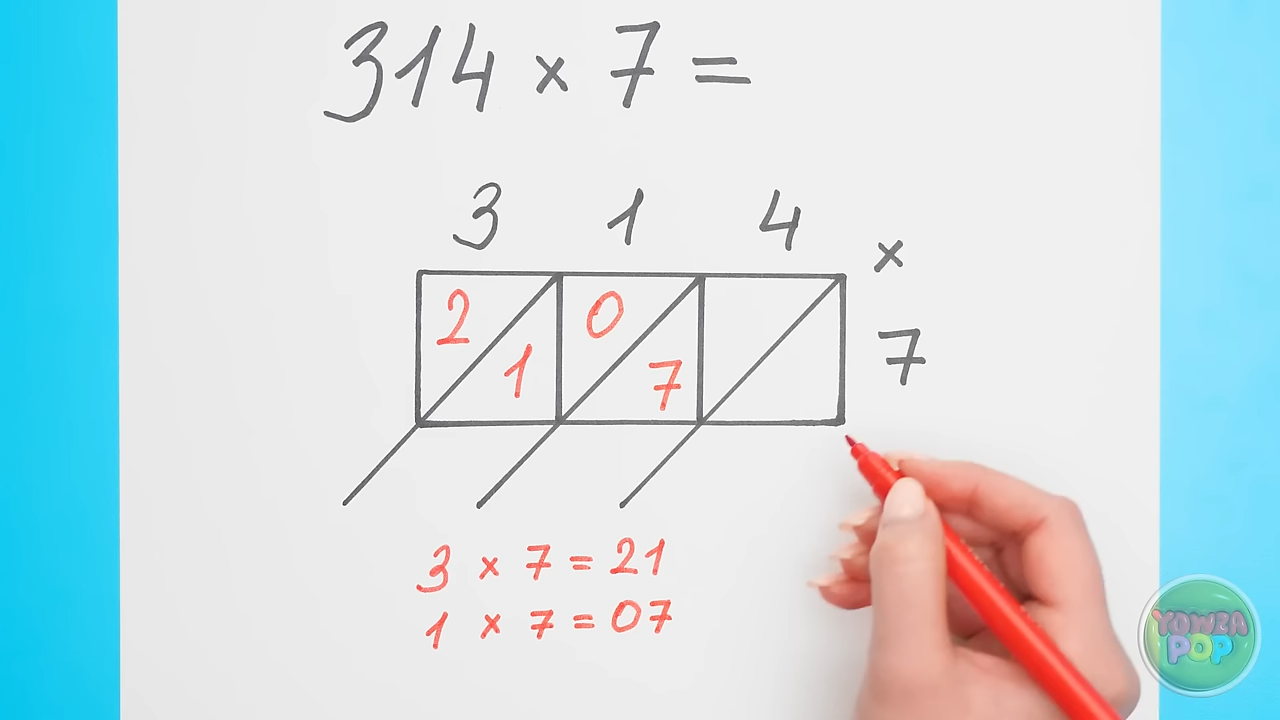 314 × 7 =
3 1 4 ×
2 0 7
1 7
3 × 7 = 21
1 × 7 = 07
YOWZA
POP